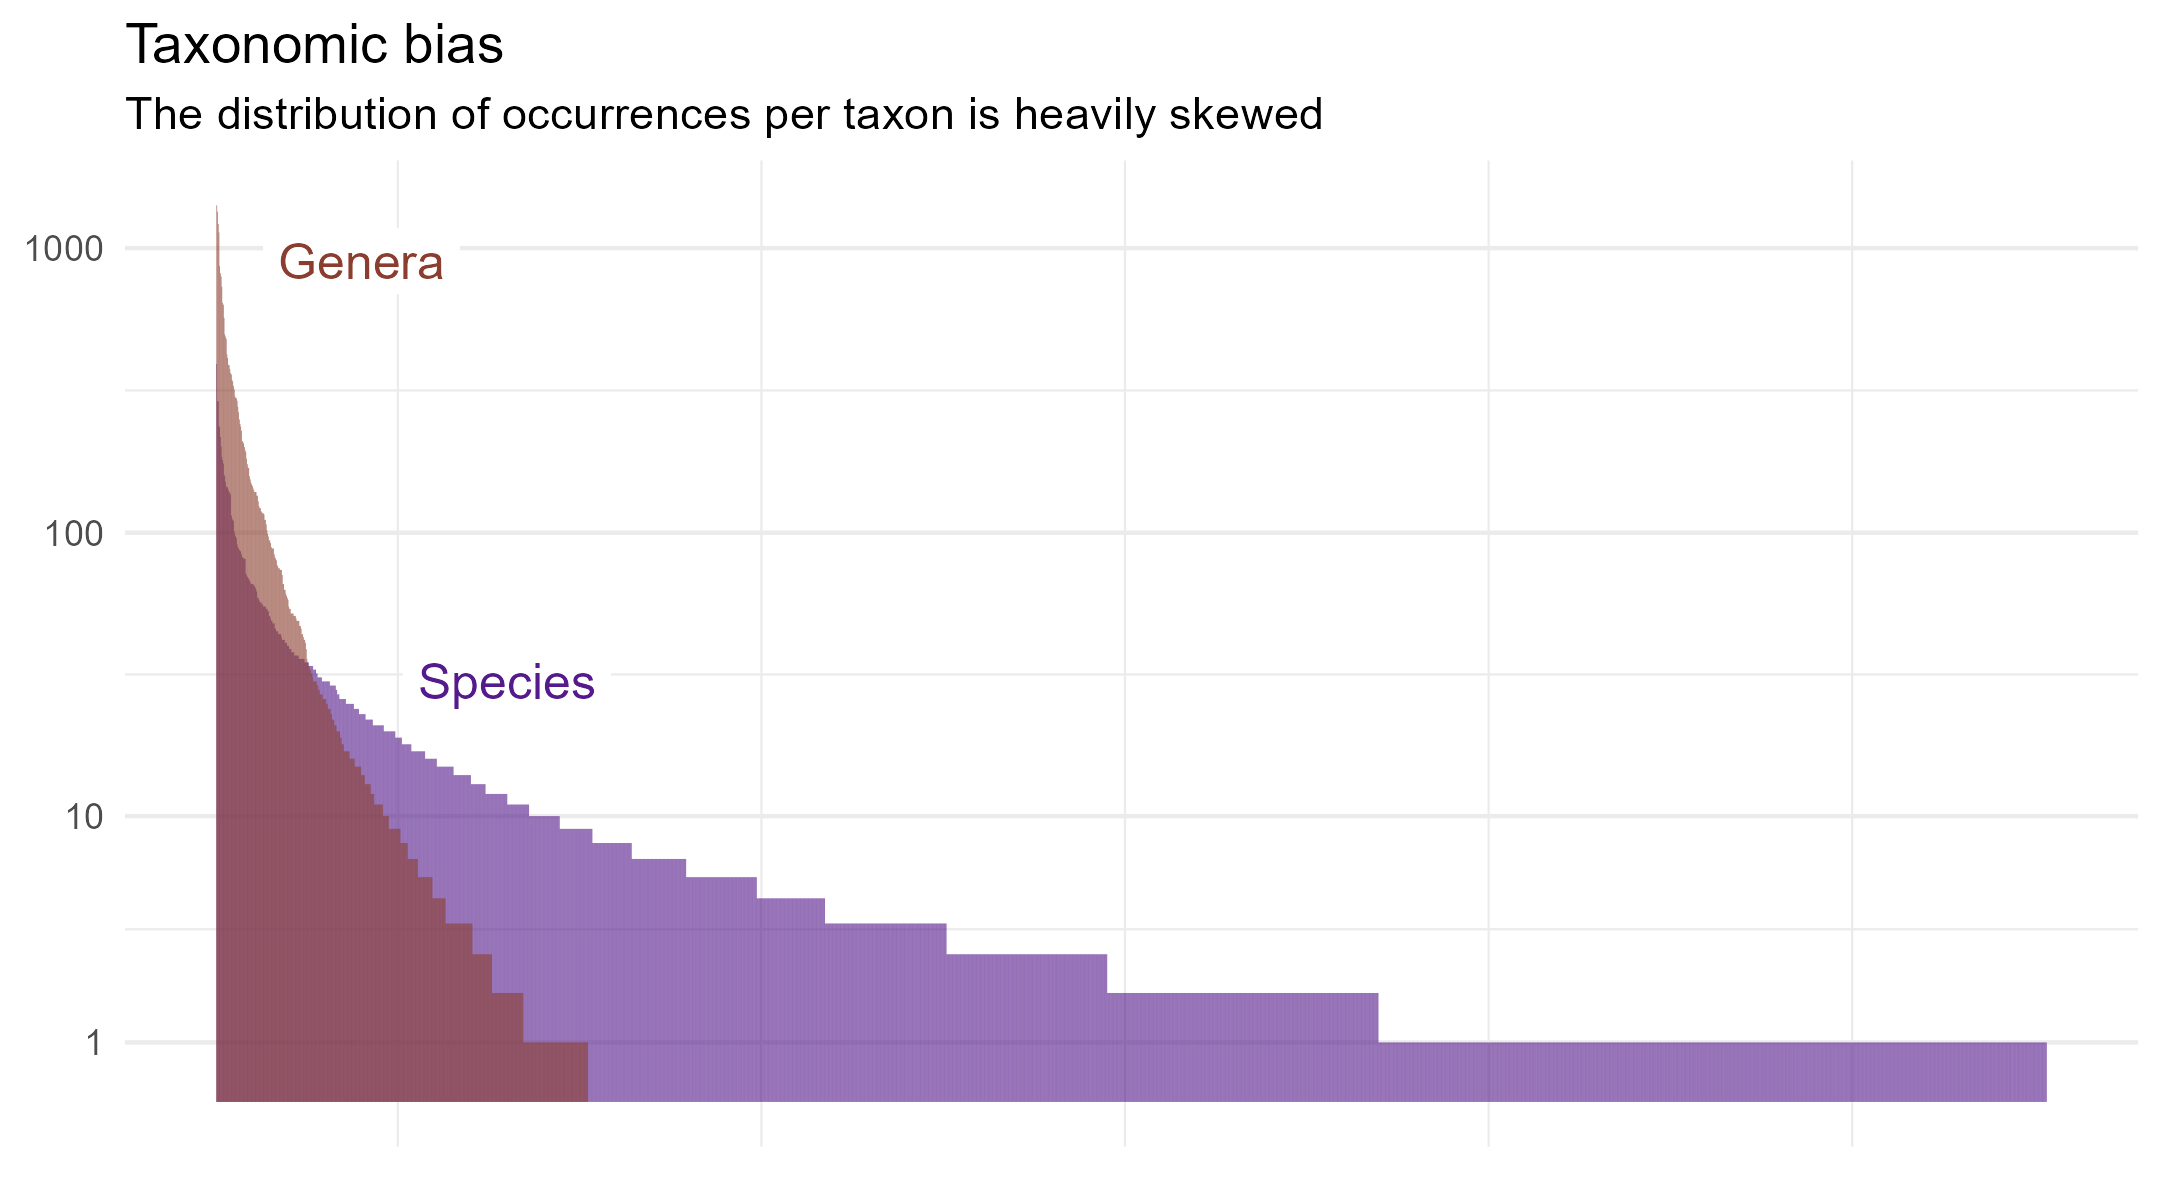 Taxonomic bias
The distribution of occurrences per taxon is heavily skewed
1000
Genera
100
Species
10
1